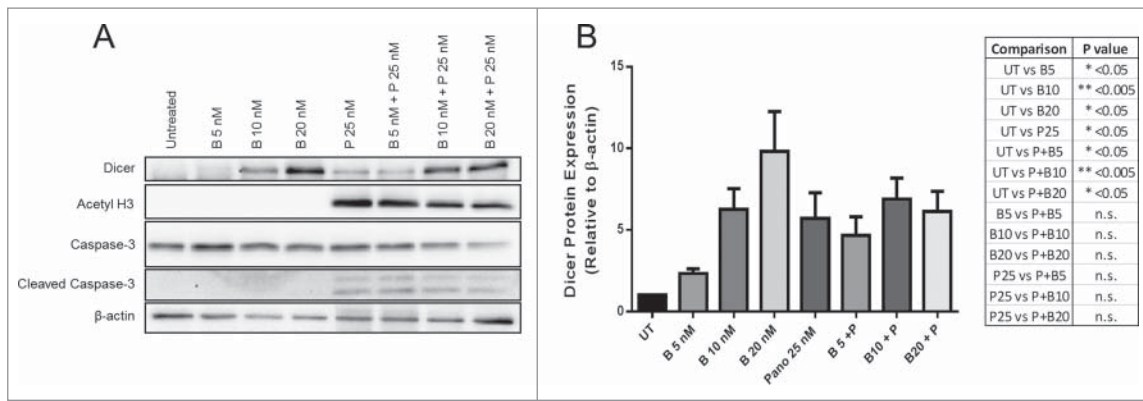 A
Untreated
B 5 nM
B 10 nM
B 20 nM
P 25 nM
B 5 nM + P 25 nM
B 10 nM + P 25 nM
B 20 nM + P 25 nM
Dicer
Acetyl H3
Caspase-3
Cleaved Caspase-3
β-actin
B
Dicer Protein Expression
(Relative to β-actin)
15
10
5
0
UT
B 5 nM
B 10 nM
B 20 nM
Pano 25 nM
B 5 +P
B10 + P
B20 + P
Comparison P value
UT vs B5 * <0.05
UT vs B10 ** <0.005
UT vs B20 * <0.05
UT vs P25 * <0.05
UT vs P+B5 * <0.05
UT vs P+B10 ** <0.005
UT vs P+B20 * <0.05
B5 vs P+B5 n.s.
B10 vs P+B10 n.s.
B20 vs P+B20 n.s.
P25 vs P+B5 n.s.
P25 vs P+B10 n.s.
P25 vs P+B20 n.s.